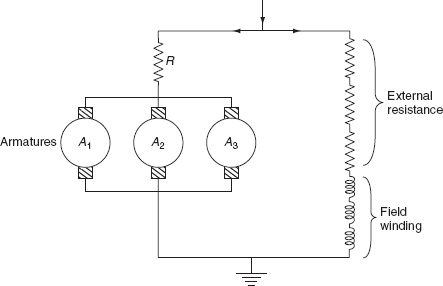 R
External
resistance
Armatures
A1
A2
A3
Field
winding